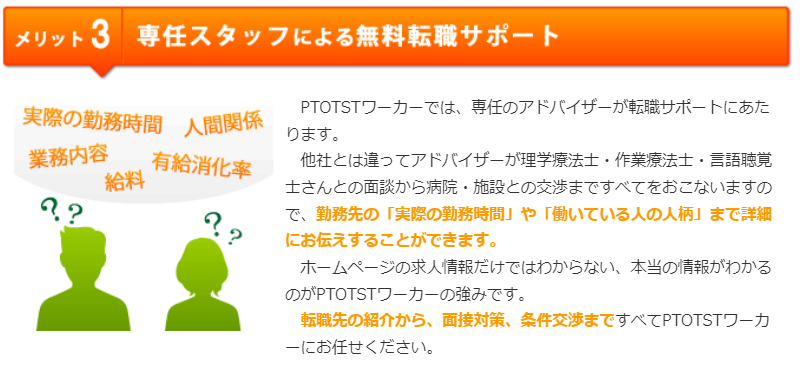 メリット3 専任スタッフによる無料転職サポート
実際の勤務時間
人間関係
業務内容
有給消化率
給料
? ?
? ?
PTOTSTワーカーでは、専任のアドバイザーが転職サポートにあた
ります。
他社とは違ってアドバイザーが理学療法士・作業療法士・言語聴覚
士さんとの面談から病院・施設との交渉まですべてをおこないますの
で、勤務先の「実際の勤務時間」や「働いている人の人柄」まで詳細
にお伝えすることができます。
ホームページの求人情報だけではわからない、本当の情報がわかる
のがPTOTSTワーカーの強みです。
転職先の紹介から、面接対策、条件交渉まですべてPTOTSTワーカ
ーにお任せください。